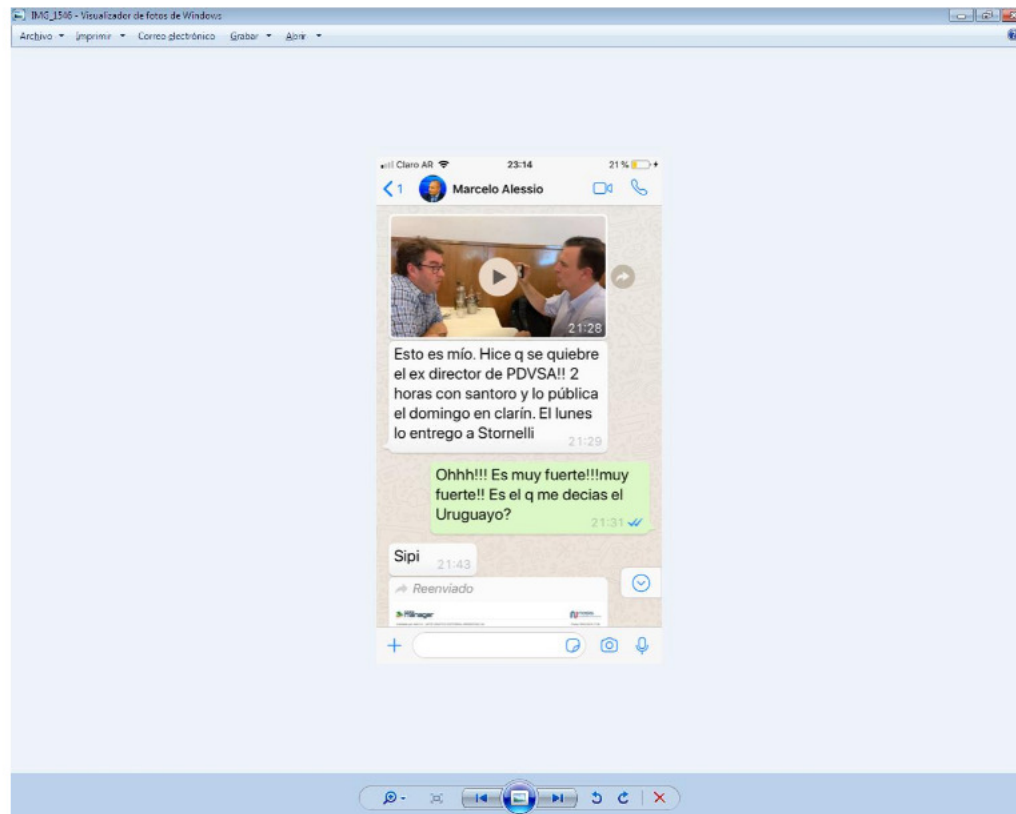 IMG_1546 - Visualizador de fotos de Windows
Archivo Imprimir Correo electrónico Grabar Abrir
Claro AR 23:14 21 %
1 Marcelo Alessio
21:28
Esto es mío. Hice q se quiebre
el ex director de PDVSA!! 2
horas con santoro y lo pública
el domingo en clarín. El lunes
lo entrego a Stornelli 21:29
Ohhh!!! Es muy fuerte!!!muy
fuerte!! Es el q me decias el
Uruguayo? 21:31
Sipi 21:43
Reenviado